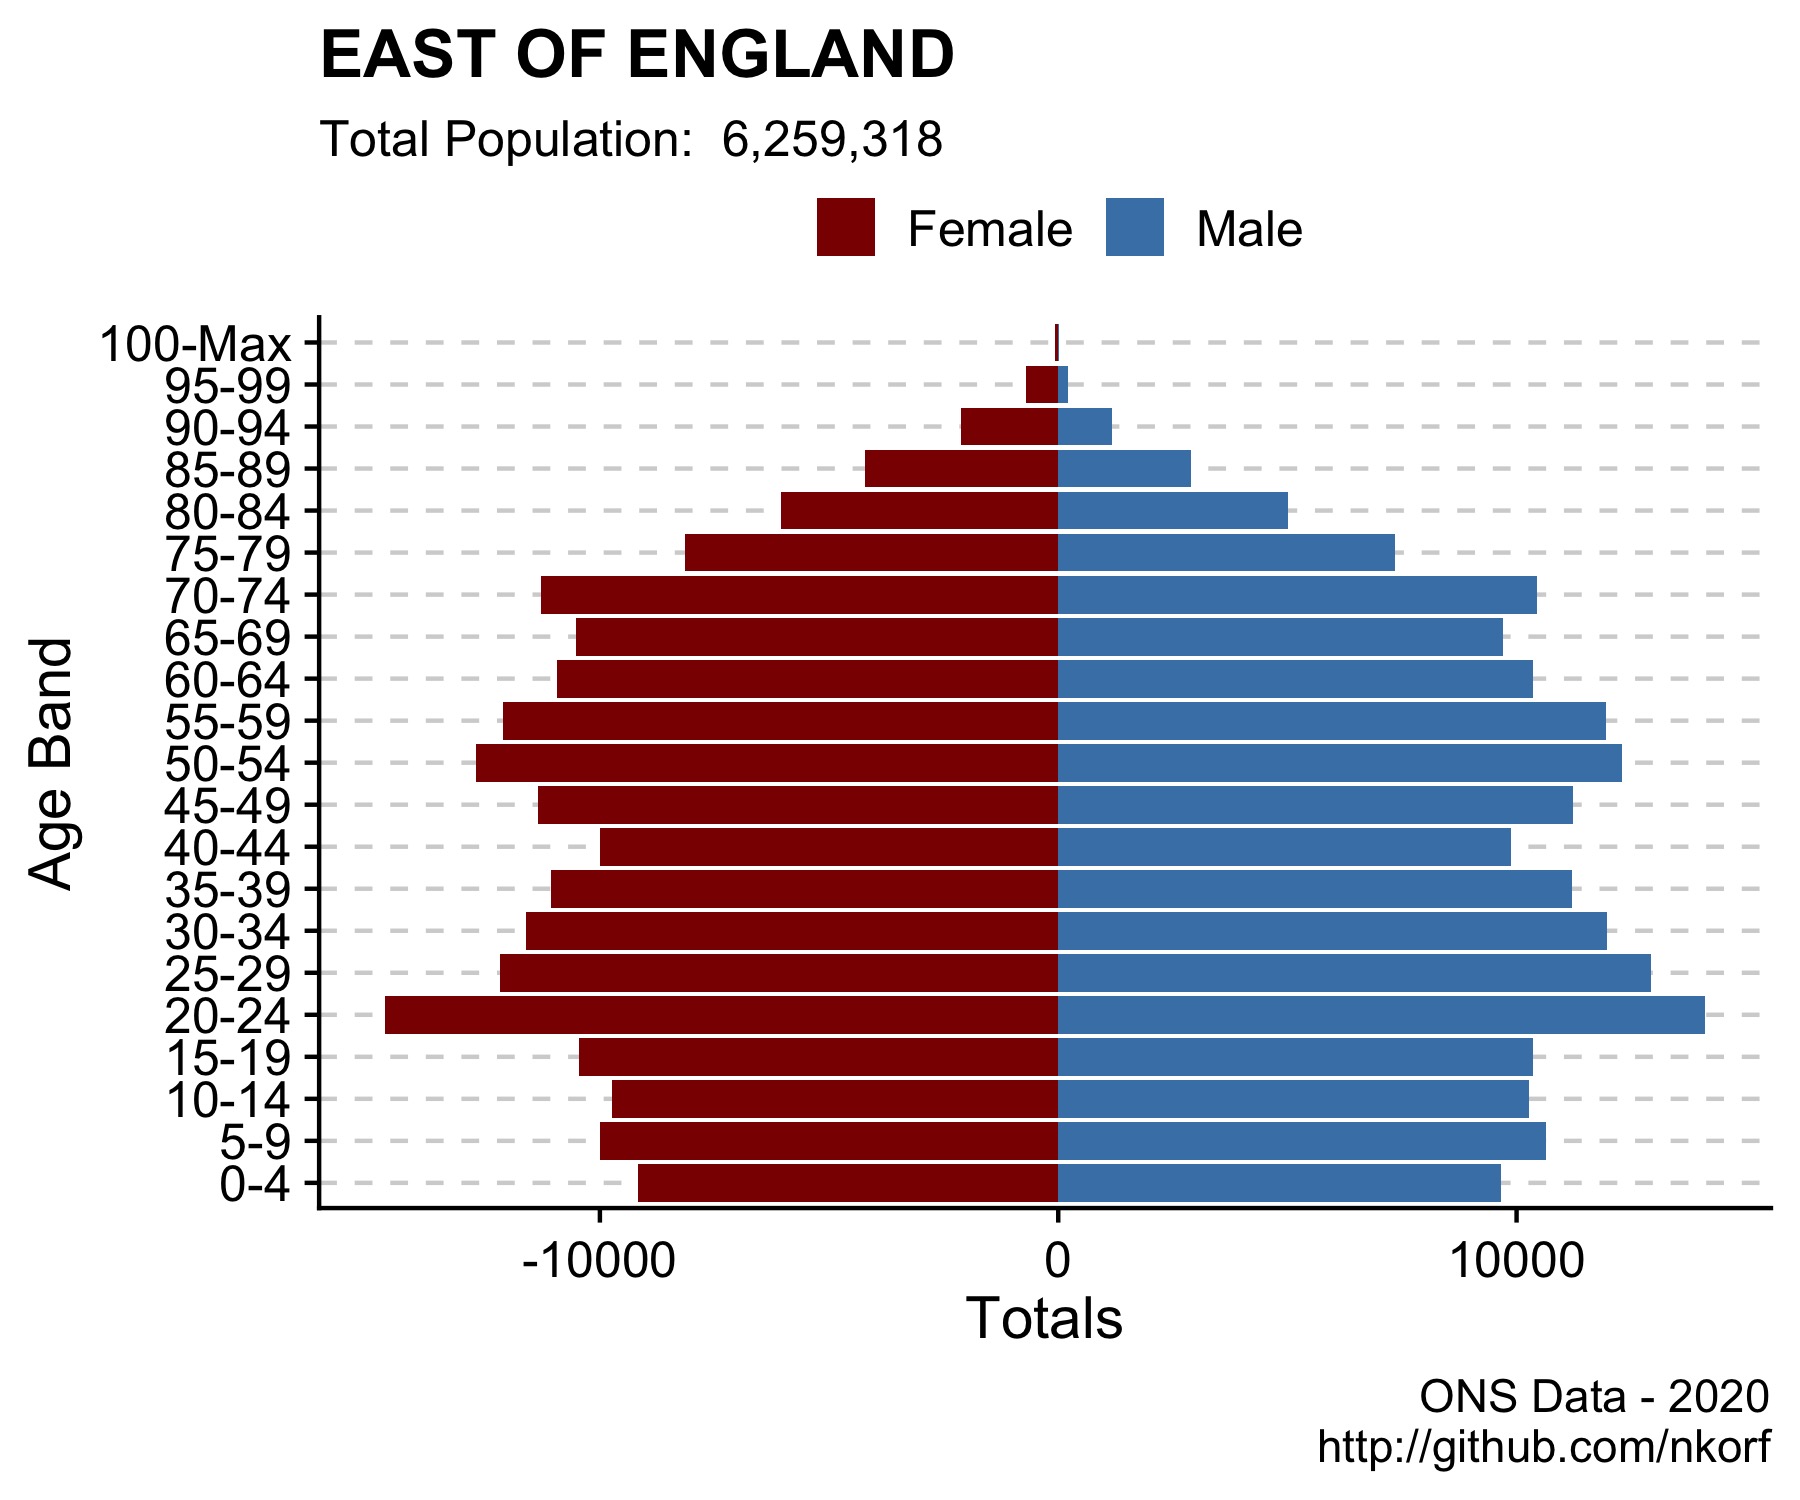 EAST OF ENGLAND
Total Population:  6,259,318
Female Male
100-Max
95-99
90-94
85-89
80-84
75-79
70-74
65-69
60-64
55-59
50-54
45-49
40-44
35-39
30-34
25-29
20-24
15-19
10-14
5-9
0-4
Age Band
-10000 0 10000
Totals
ONS Data - 2020
http://github.com/nkorf